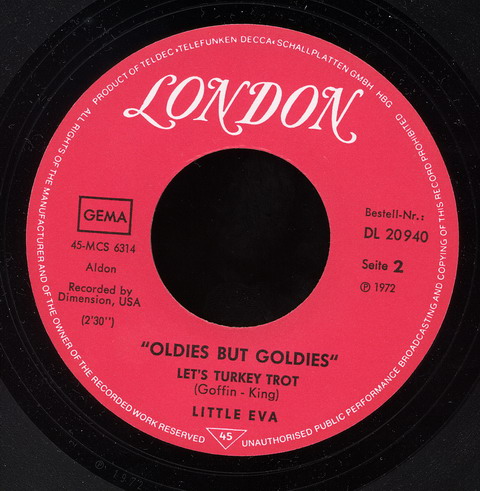 PRODUCT OF TELDEC »TELEFUNKEN DECCA« SCHALLPLATTEN GMBH HBG
LONDON
GEMA
45-MCS 6314
Aldon
Recorded by
Dimension, USA
(2'30'')
Bestell-Nr.:
DL 20 940
Seite 2
℗ 1972
"OLDIES BUT GOLDIES"
LET'S TURKEY TROT
(Goffin - King)
LITTLE EVA
45
ALL RIGHTS OF THE MANUFACTURER AND OF THE OWNER OF THE RECORDED WORK RESERVED
UNAUTHORISED PUBLIC PERFORMANCE BROADCASTING AND COPYING OF THIS RECORD PROHIBITED
℗ 1972